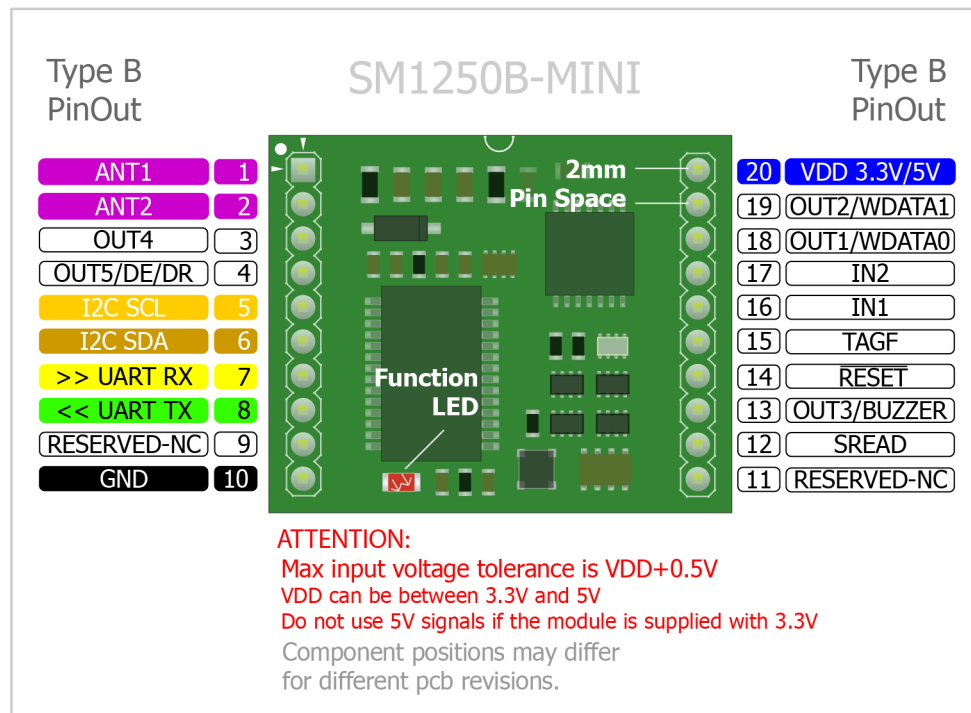 Type B
PinOut
SM1250B-MINI
Type B
PinOut
ANT1 1
ANT2 2
OUT4 3
OUT5/DE/DR 4
I2C SCL 5
I2C SDA 6
>> UART RX 7
<< UART TX 8
RESERVED-NC 9
GND 10
2mm
Pin Space
Function
LED
20 VDD 3.3V/5V
19 OUT2/WDATA1
18 OUT1/WDATA0
17 IN2
16 IN1
15 TAGF
14 R̅E̅S̅E̅T̅
13 OUT3/BUZZER
12 SREAD
11 RESERVED-NC
ATTENTION:
Max input voltage tolerance is VDD+0.5V
VDD can be between 3.3V and 5V
Do not use 5V signals if the module is supplied with 3.3V
Component positions may differ
for different pcb revisions.